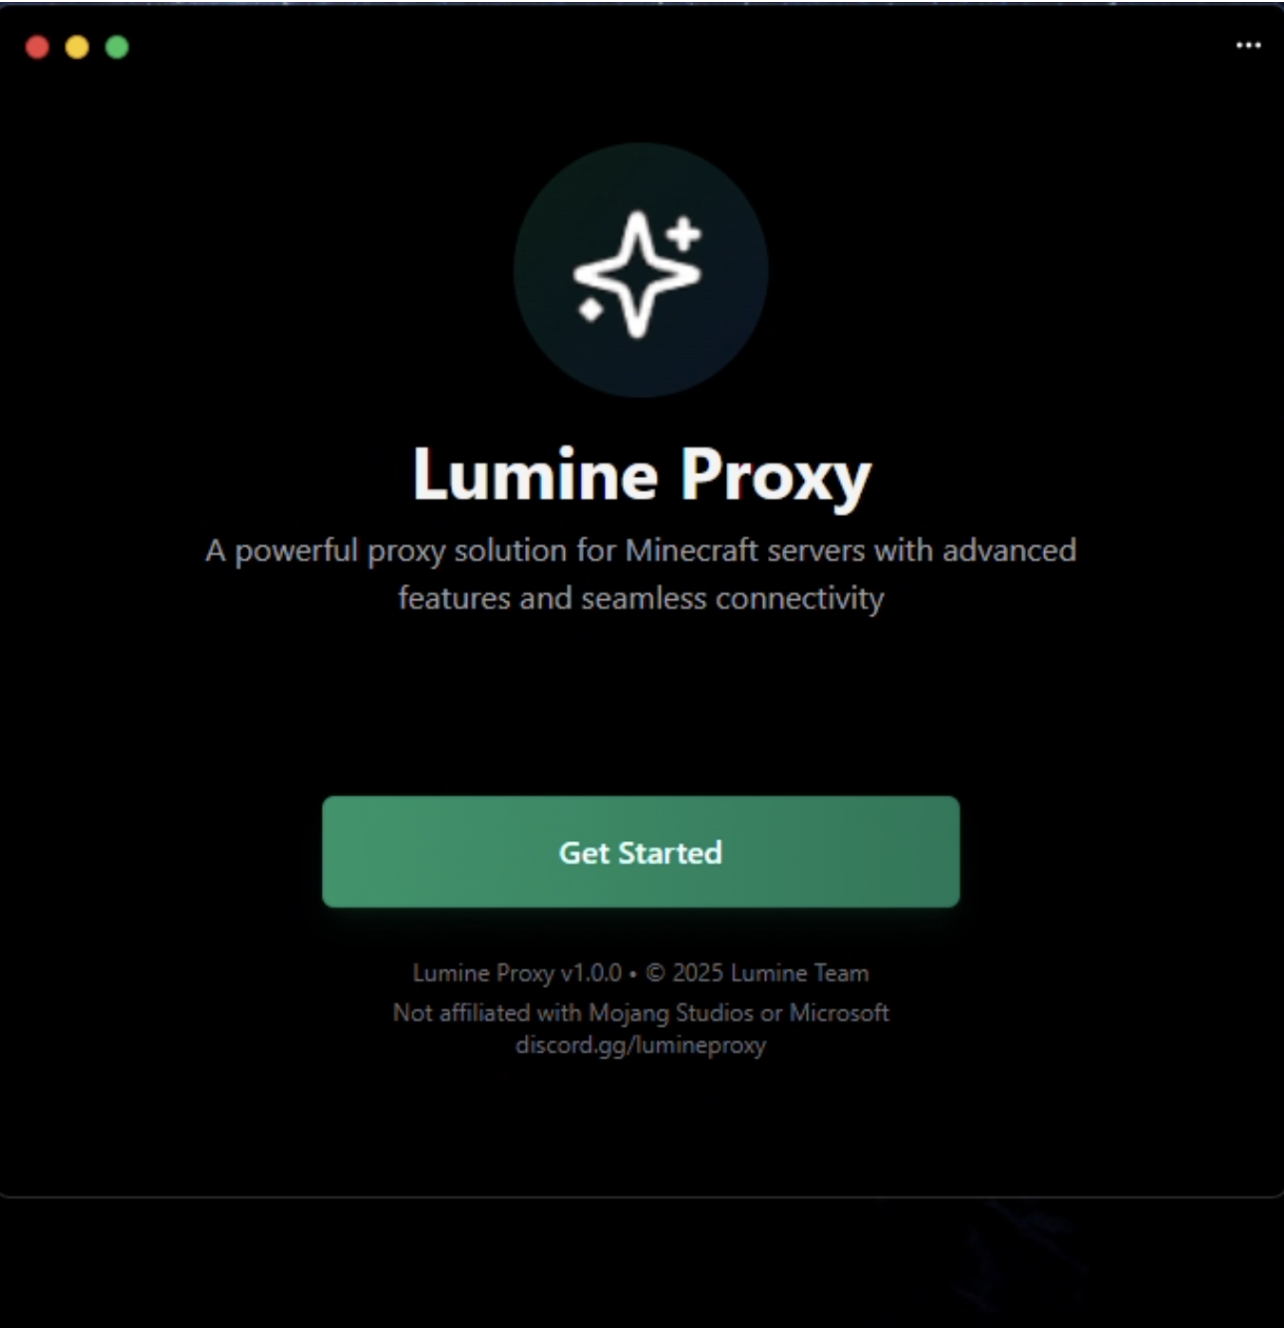 Lumine Proxy
A powerful proxy solution for Minecraft servers with advanced
features and seamless connectivity
Get Started
Lumine Proxy v1.0.0 • © 2025 Lumine Team
Not affiliated with Mojang Studios or Microsoft
discord.gg/lumineproxy